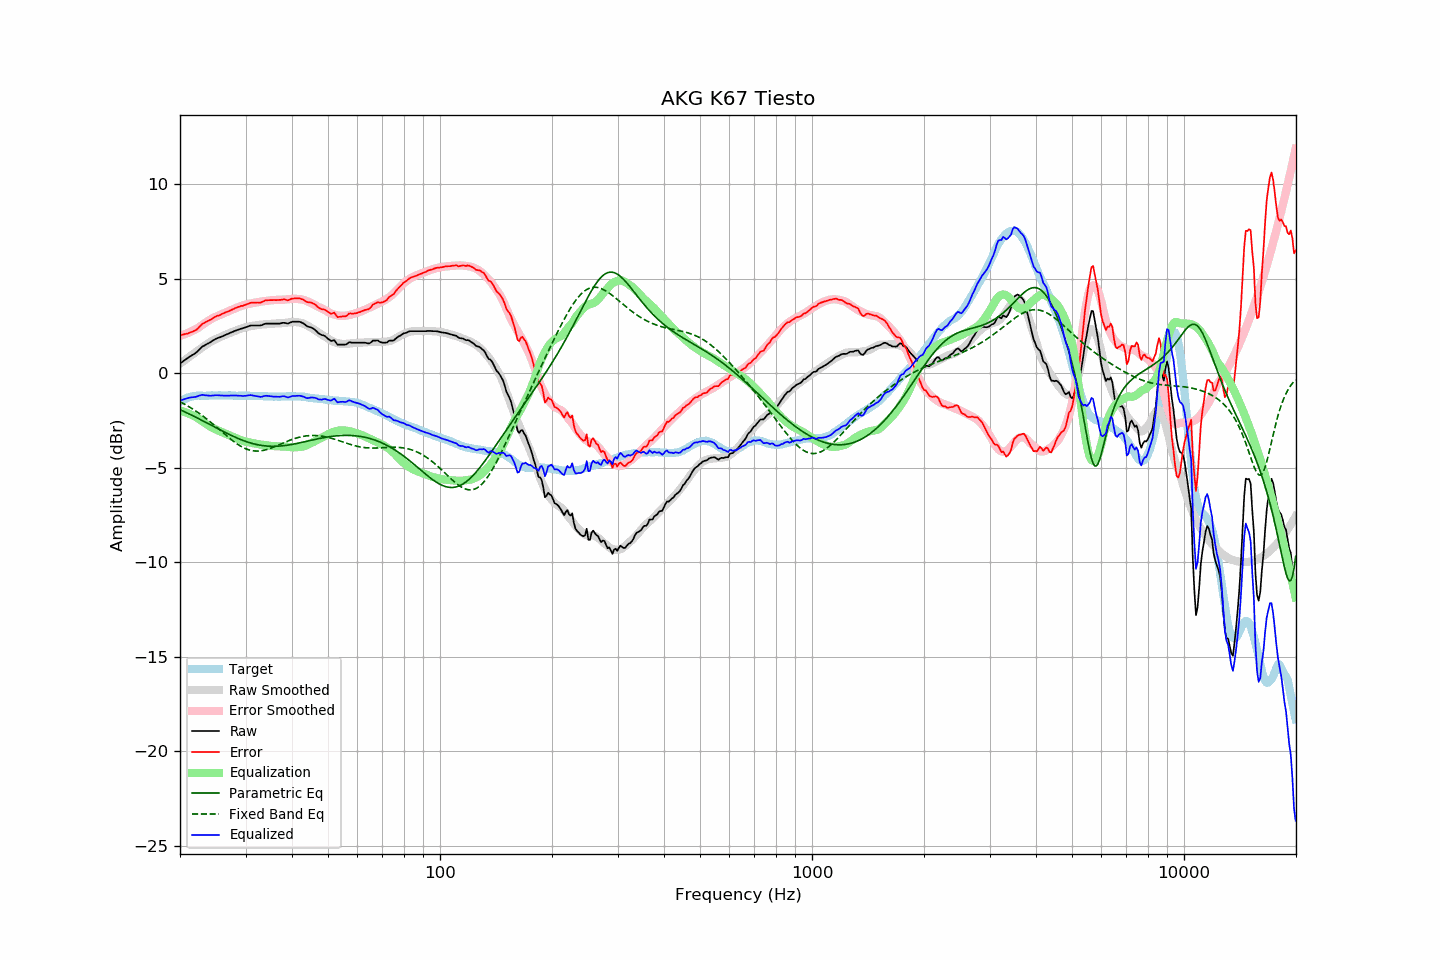 AKG K67 Tiesto
Amplitude (dBr)
10
5
0
−5
−10
−15
−20
−25
Target
Raw Smoothed
Error Smoothed
Raw
Error
Equalization
Parametric Eq
Fixed Band Eq
Equalized
100 1000 10000
Frequency (Hz)